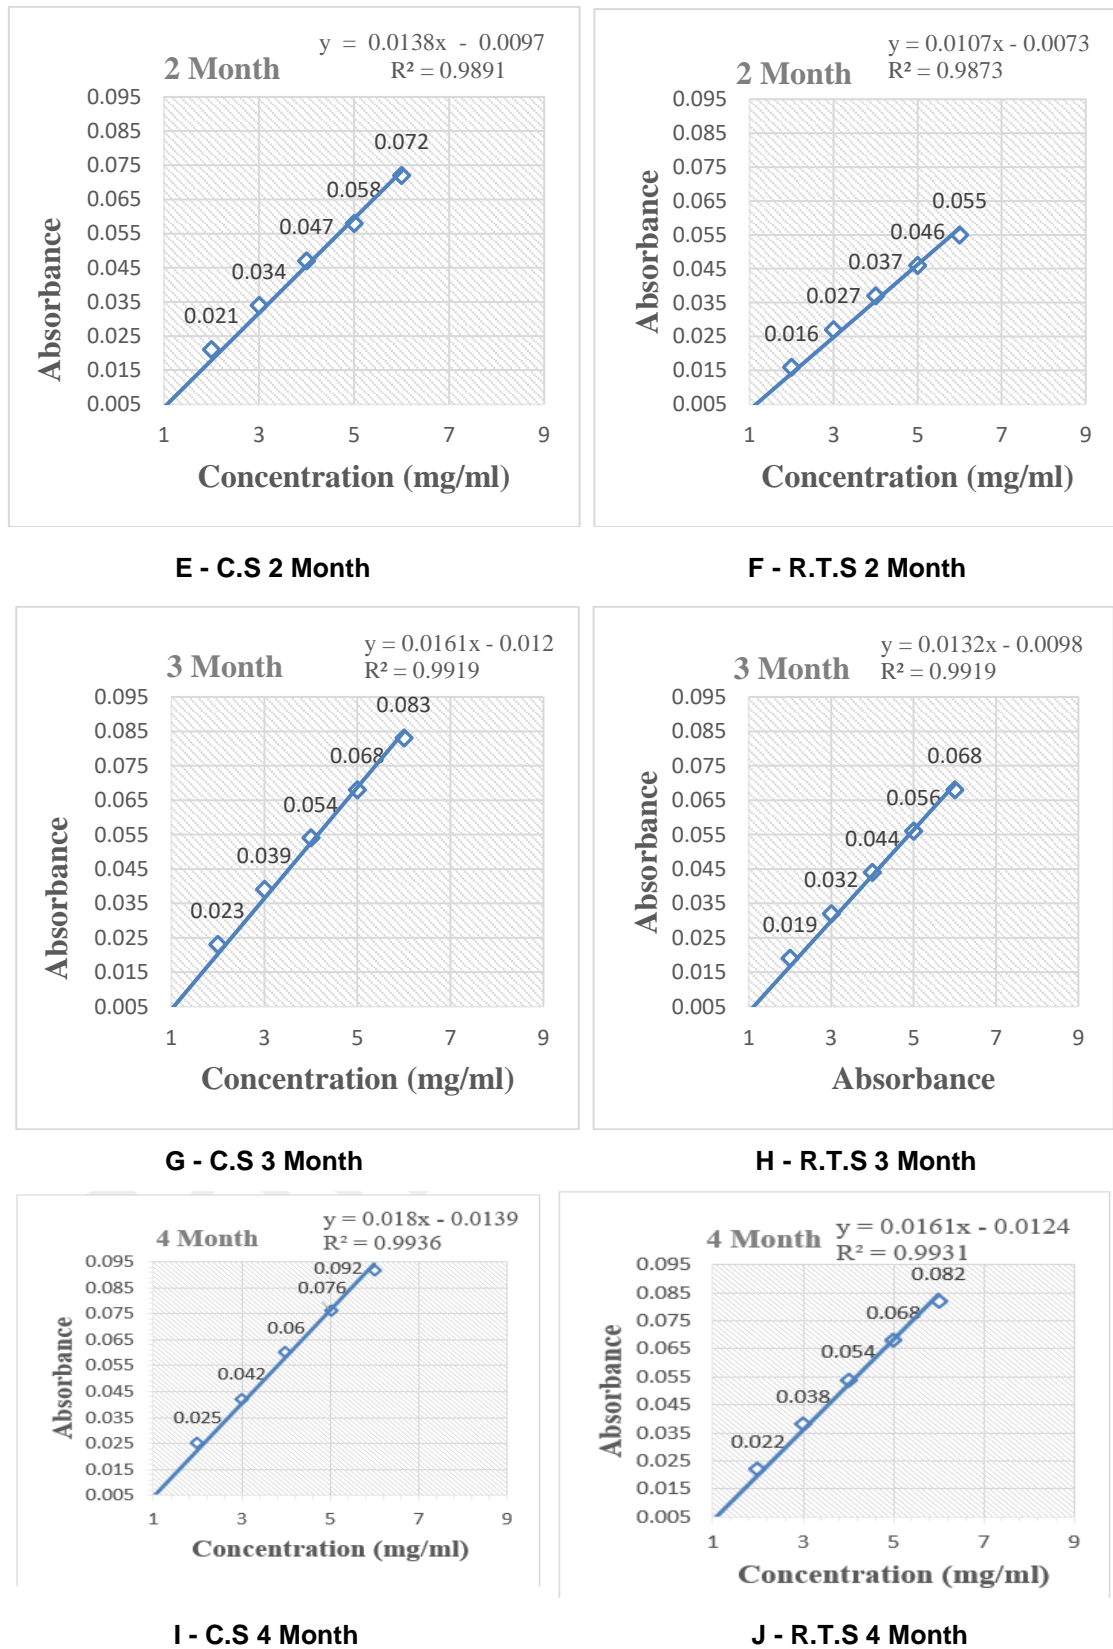 y = 0.0138x - 0.0097
R² = 0.9891
2 Month
0.095
0.085
0.075
0.065
0.055
0.045
0.035
0.025
0.015
0.005
0.072
0.058
0.047
0.034
0.021
1 3 5 7 9
Absorbance
Concentration (mg/ml)
E - C.S 2 Month
y = 0.0107x - 0.0073
R² = 0.9873
2 Month
0.095
0.085
0.075
0.065
0.055
0.045
0.035
0.025
0.015
0.005
0.055
0.046
0.037
0.027
0.016
1 3 5 7 9
Absorbance
Concentration (mg/ml)
F - R.T.S 2 Month
y = 0.0161x - 0.012
R² = 0.9919
3 Month
0.095
0.085
0.075
0.065
0.055
0.045
0.035
0.025
0.015
0.005
0.083
0.068
0.054
0.039
0.023
1 3 5 7 9
Absorbance
Concentration (mg/ml)
G - C.S 3 Month
y = 0.0132x - 0.0098
R² = 0.9919
3 Month
0.095
0.085
0.075
0.065
0.055
0.045
0.035
0.025
0.015
0.005
0.068
0.056
0.044
0.032
0.019
1 3 5 7 9
Absorbance
Absorbance
H - R.T.S 3 Month
y = 0.018x - 0.0139
R² = 0.9936
4 Month
0.095
0.085
0.075
0.065
0.055
0.045
0.035
0.025
0.015
0.005
0.092
0.076
0.06
0.042
0.025
1 3 5 7 9
Absorbance
Concentration (mg/ml)
I - C.S 4 Month
y = 0.0161x - 0.0124
R² = 0.9931
4 Month
0.095
0.085
0.075
0.065
0.055
0.045
0.035
0.025
0.015
0.005
0.082
0.068
0.054
0.038
0.022
1 3 5 7 9
Absorbance
Concentration (mg/ml)
J - R.T.S 4 Month